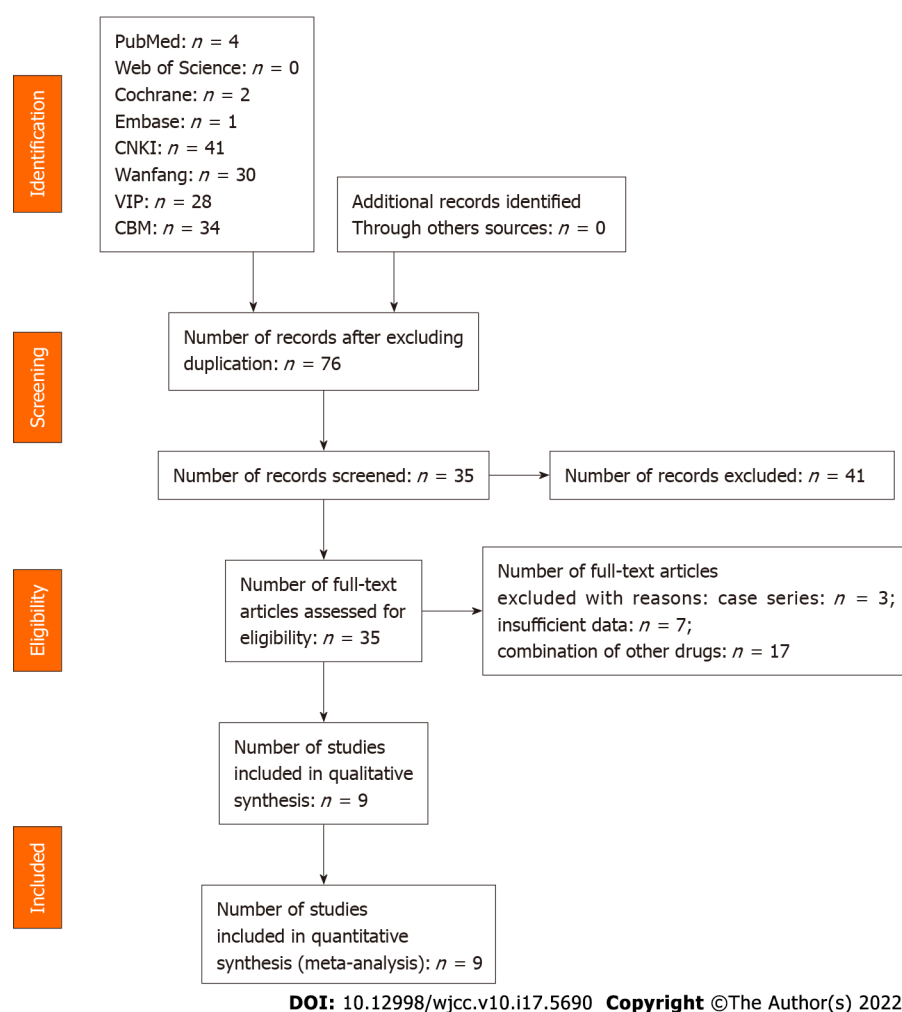 Identification
PubMed: n = 4
Web of Science: n = 0
Cochrane: n = 2
Embase: n = 1
CNKI: n = 41
Wanfang: n = 30
VIP: n = 28
CBM: n = 34
Additional records identified
Through others sources: n = 0
Screening
Number of records after excluding
duplication: n = 76
Number of records screened: n = 35
Number of records excluded: n = 41
Eligibility
Number of full-text
articles assessed for
eligibility: n = 35
Number of full-text articles
excluded with reasons: case series: n = 3;
insufficient data: n = 7;
combination of other drugs: n = 17
Number of studies
included in qualitative
synthesis: n = 9
Included
Number of studies
included in quantitative
synthesis (meta-analysis): n = 9
DOI: 10.12998/wjcc.v10.i17.5690 Copyright ©The Author(s) 2022